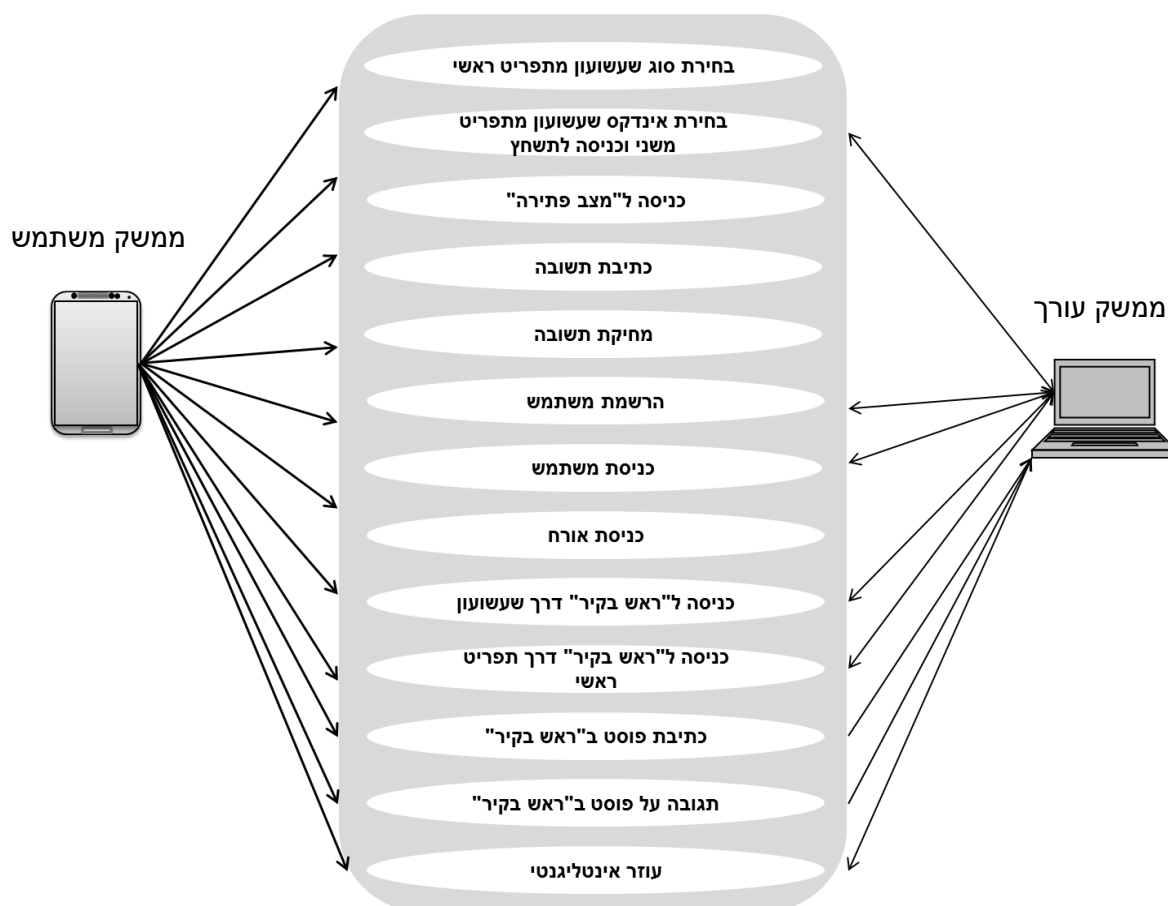 בחירת סוג שעשועון מתפריט ראשי
בחירת אינדקס שעשועון מתפריט
משני וכניסה לתשחץ
כניסה ל"מצב פתירה"
כתיבת תשובה
מחיקת תשובה
הרשמת משתמש
כניסת משתמש
כניסת אורח
כניסה ל"ראש בקיר" דרך שעשועון
כניסה ל"ראש בקיר" דרך תפריט
ראשי
כתיבת פוסט ב"ראש בקיר"
תגובה על פוסט ב"ראש בקיר"
עוזר אינטליגנטי
ממשק עורך
ממשק משתמש